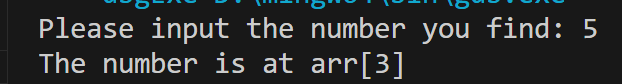 Please input the number you find: 5
The number is at arr[3]